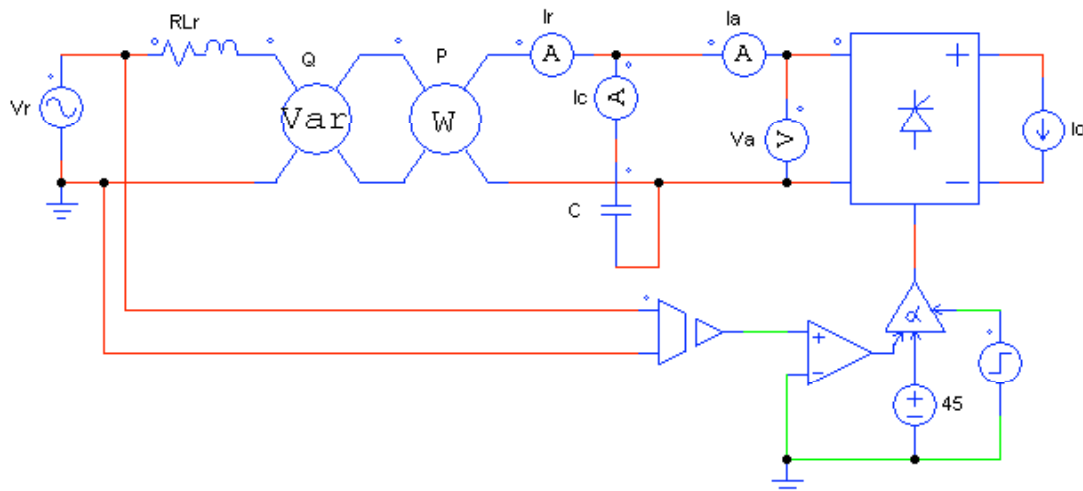 RLr
Ir
Ia
Q
P
A
A
Vr
Var
W
Ic
A
Va
V
+
−
Io
C
α
+
−
+
−
45